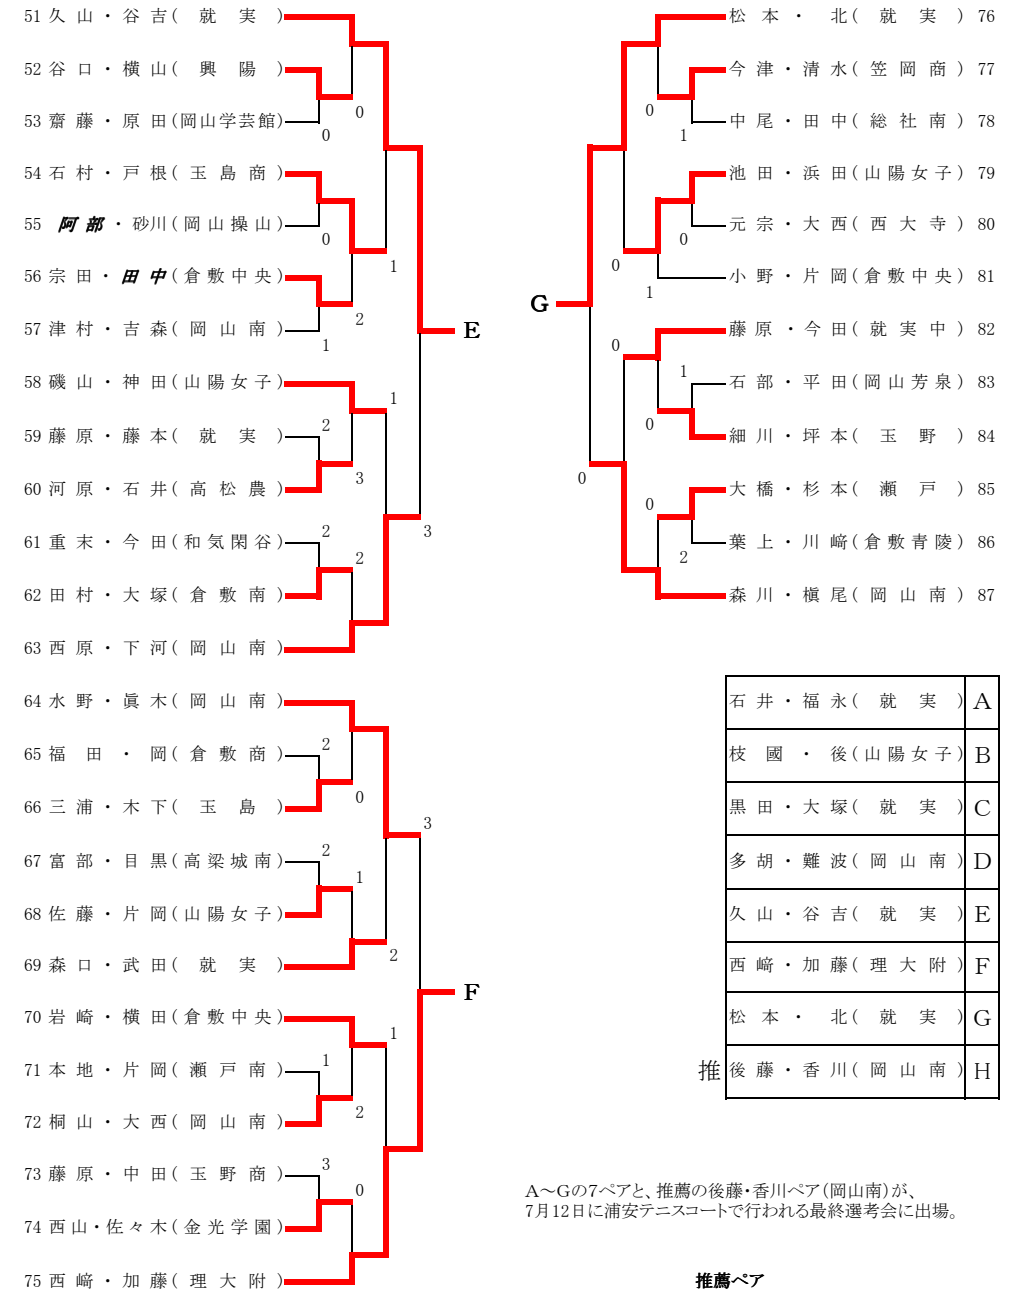 51 久山・谷吉(就実)
52 谷口・横山(興陽)
0
53 齋藤・原田(岡山学芸館)
0
54 石村・戸根(玉島商)
55 阿部・砂川(岡山操山)
0
1
56 宗田・田中(倉敷中央)
2
57 津村・吉森(岡山南)
1
E
58 磯山・神田(山陽女子)
1
59 藤原・藤本(就実)
2
3
60 河原・石井(高松農)
61 重末・今田(和気閑谷)
2
3
2
62 田村・大塚(倉敷南)
63 西原・下河(岡山南)
64 水野・眞木(岡山南)
65 福田・岡(倉敷商)
2
0
66 三浦・木下(玉島)
3
67 富部・目黒(高梁城南)
2
1
68 佐藤・片岡(山陽女子)
69 森口・武田(就実)
2
F
70 岩崎・横田(倉敷中央)
1
71 本地・片岡(瀬戸南)
1
2
72 桐山・大西(岡山南)
73 藤原・中田(玉野商)
3
0
74 西山・佐々木(金光学園)
75 西﨑・加藤(理大附)
松本・北(就実) 76
今津・清水(笠岡商) 77
0
中尾・田中(総社南) 78
1
池田・浜田(山陽女子) 79
元宗・大西(西大寺) 80
0
0
小野・片岡(倉敷中央) 81
1
G
藤原・今田(就実中) 82
0
石部・平田(岡山芳泉) 83
1
0
細川・坪本(玉野) 84
0
大橋・杉本(瀬戸) 85
0
葉上・川﨑(倉敷青陵) 86
2
森川・槇尾(岡山南) 87
石井・福永(就実) A
枝國・後(山陽女子) B
黒田・大塚(就実) C
多胡・難波(岡山南) D
久山・谷吉(就実) E
西﨑・加藤(理大附) F
松本・北(就実) G
推 後藤・香川(岡山南) H
A～Gの7ペアと、推薦の後藤・香川ペア(岡山南)が、
7月12日に浦安テニスコートで行われる最終選考会に出場。
推薦ペア